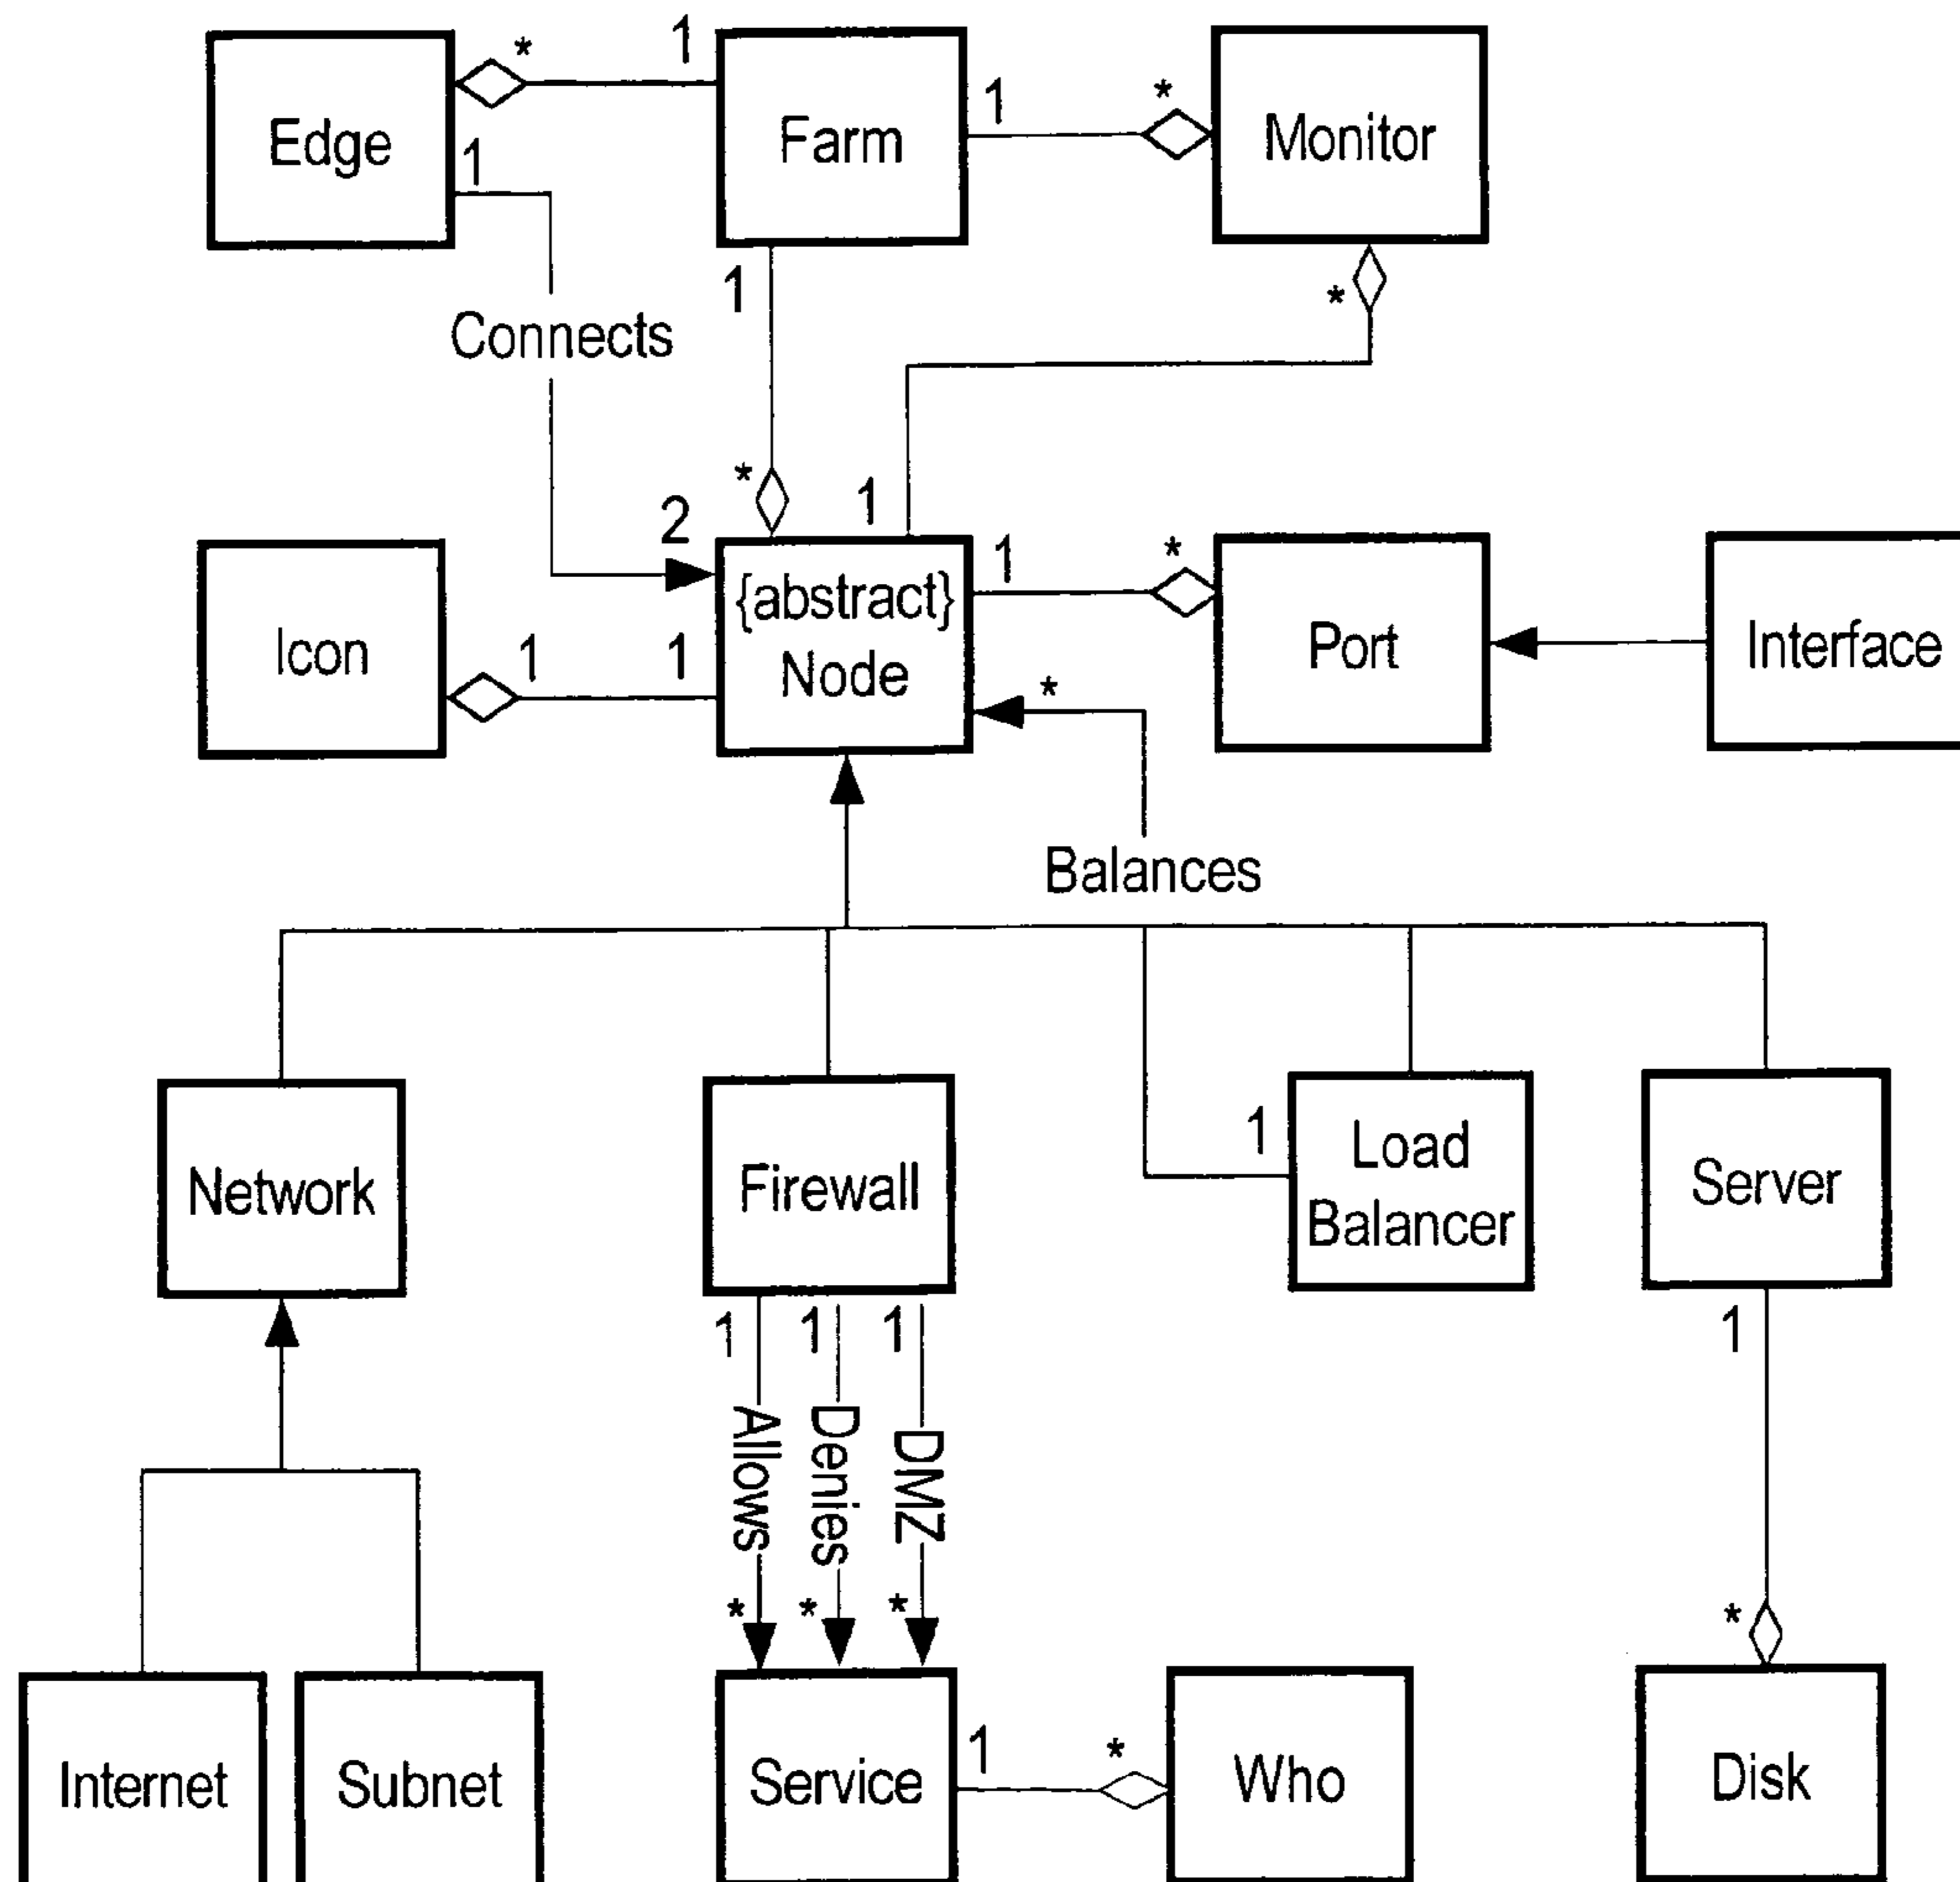 * 1
Edge
1
Farm
1 *
Monitor
1
*
Connects
* 1
2
Icon
1 1
{abstract}
Node
1 *
Port
Interface
*
Balances
Network
Firewall
1
Load
Balancer
Server
1 1 1
1
Allows
Denies
DMZ
* * *
*
Internet
Subnet
Service
1 *
Who
Disk